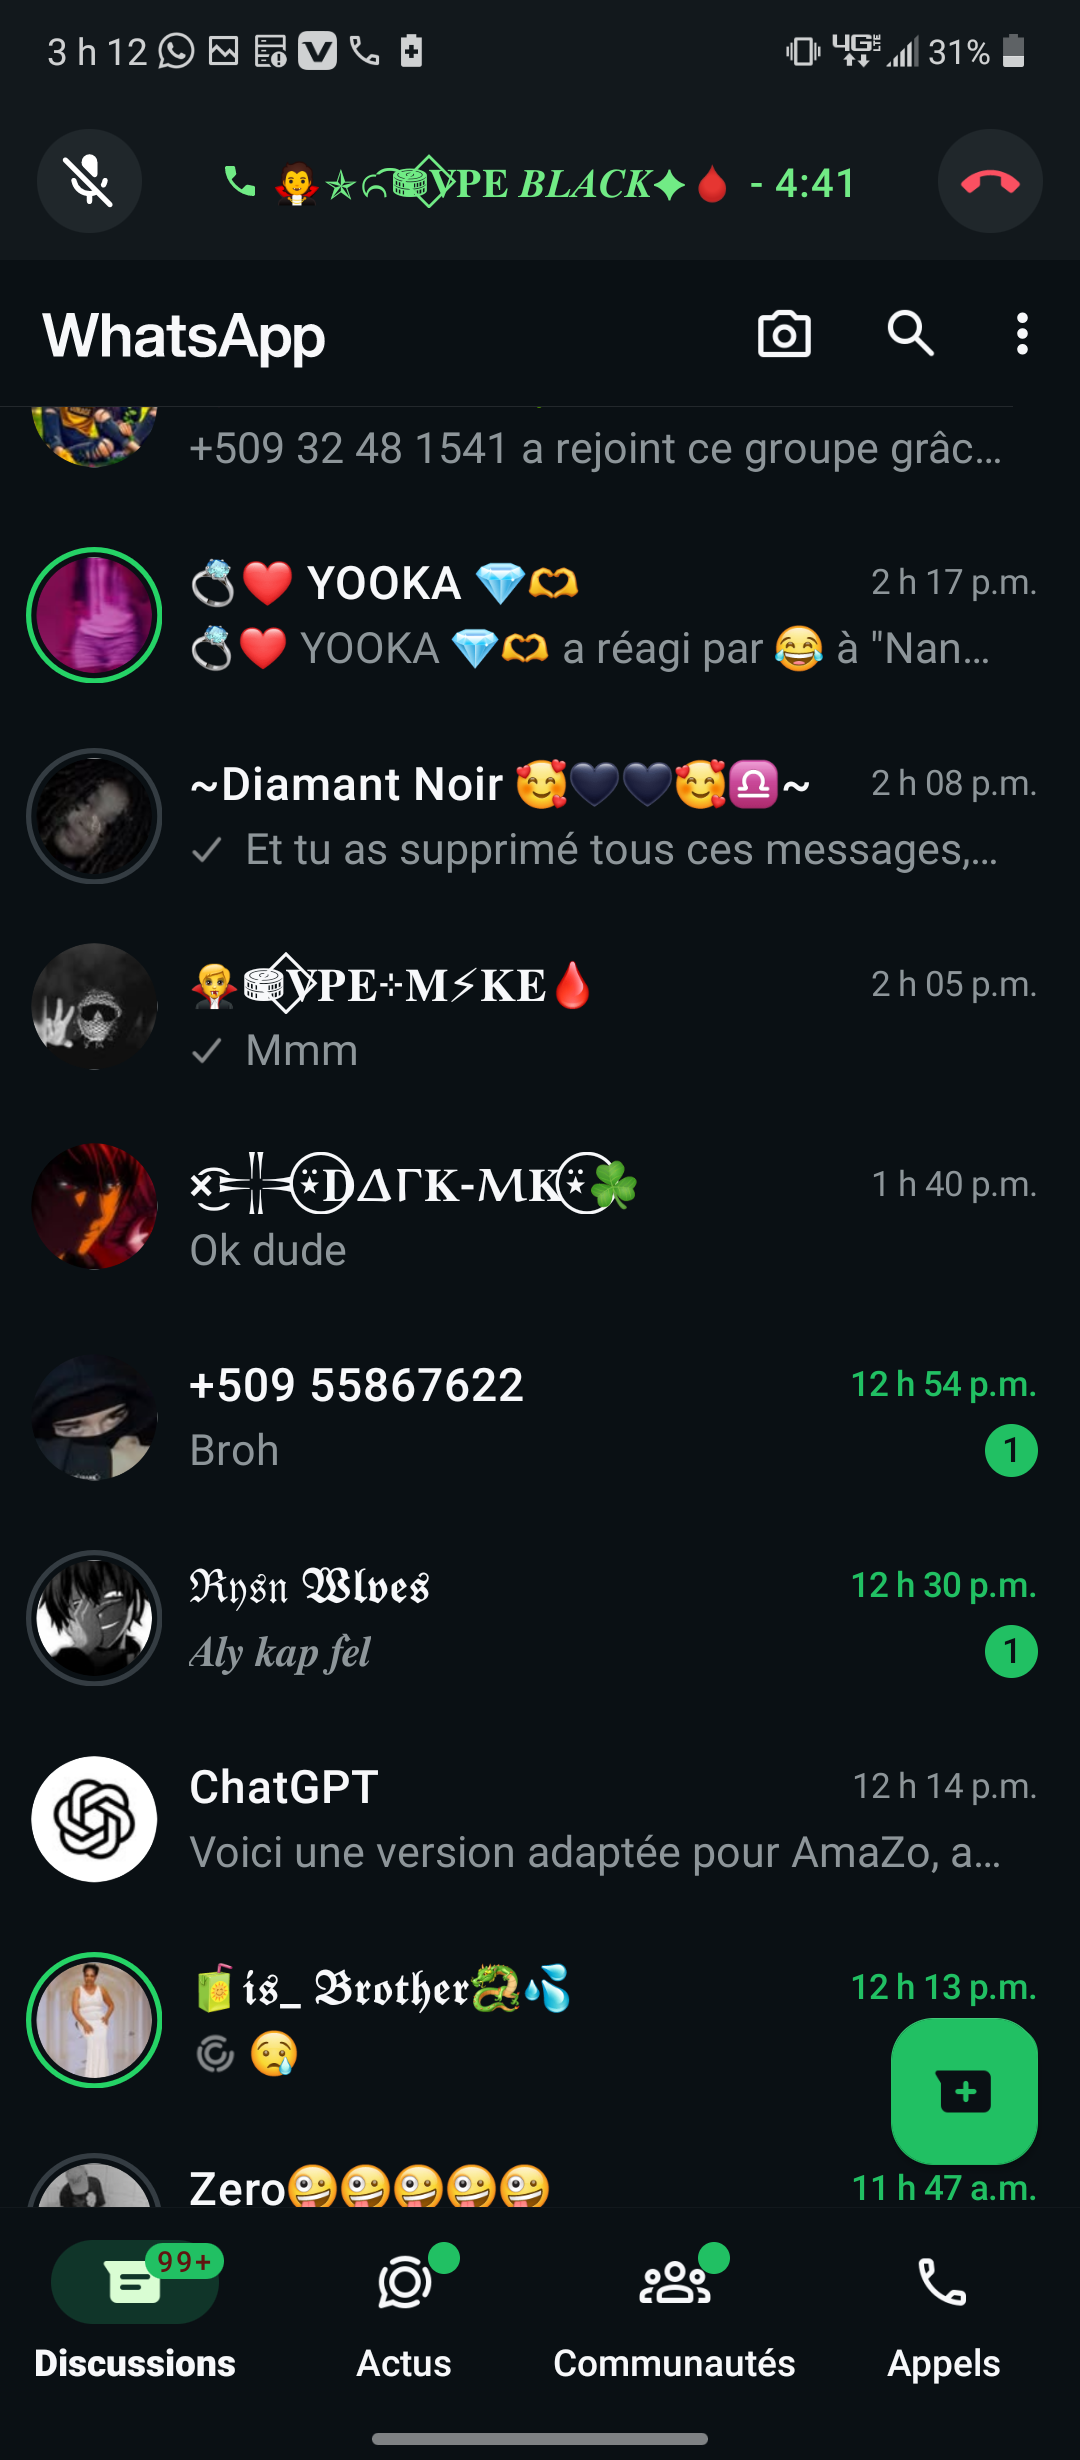 3 h 12
4G LTE 31%
🧛★VPE BLACK✦🩸 - 4:41
WhatsApp
+509 32 48 1541 a rejoint ce groupe grâc...
💍❤️ YOOKA 💎🫶 2 h 17 p.m.
💍❤️ YOOKA 💎🫶 a réagi par 😂 à "Nan...
~Diamant Noir 🥰🖤🖤🥰♎~ 2 h 08 p.m.
Et tu as supprimé tous ces messages,...
VPE÷M⚡KE🩸 2 h 05 p.m.
Mmm
DΔΓK-MK☘️ 1 h 40 p.m.
Ok dude
+509 55867622 12 h 54 p.m.
Broh 1
ℜ𝔶𝔰𝔫 𝖂𝖑𝖛𝖊𝖘 12 h 30 p.m.
𝑨𝒍𝒚 𝒌𝒂𝒑 𝒇𝒆̀𝒍 1
ChatGPT 12 h 14 p.m.
Voici une version adaptée pour AmaZo, a...
🧃𝖎𝖘_ 𝕭𝖗𝖔𝖙𝖍𝖊𝖗🐉💦 12 h 13 p.m.
😢
Zero🤪🤪🤪🤪🤪 11 h 47 a.m.
99+
Discussions Actus Communautés Appels